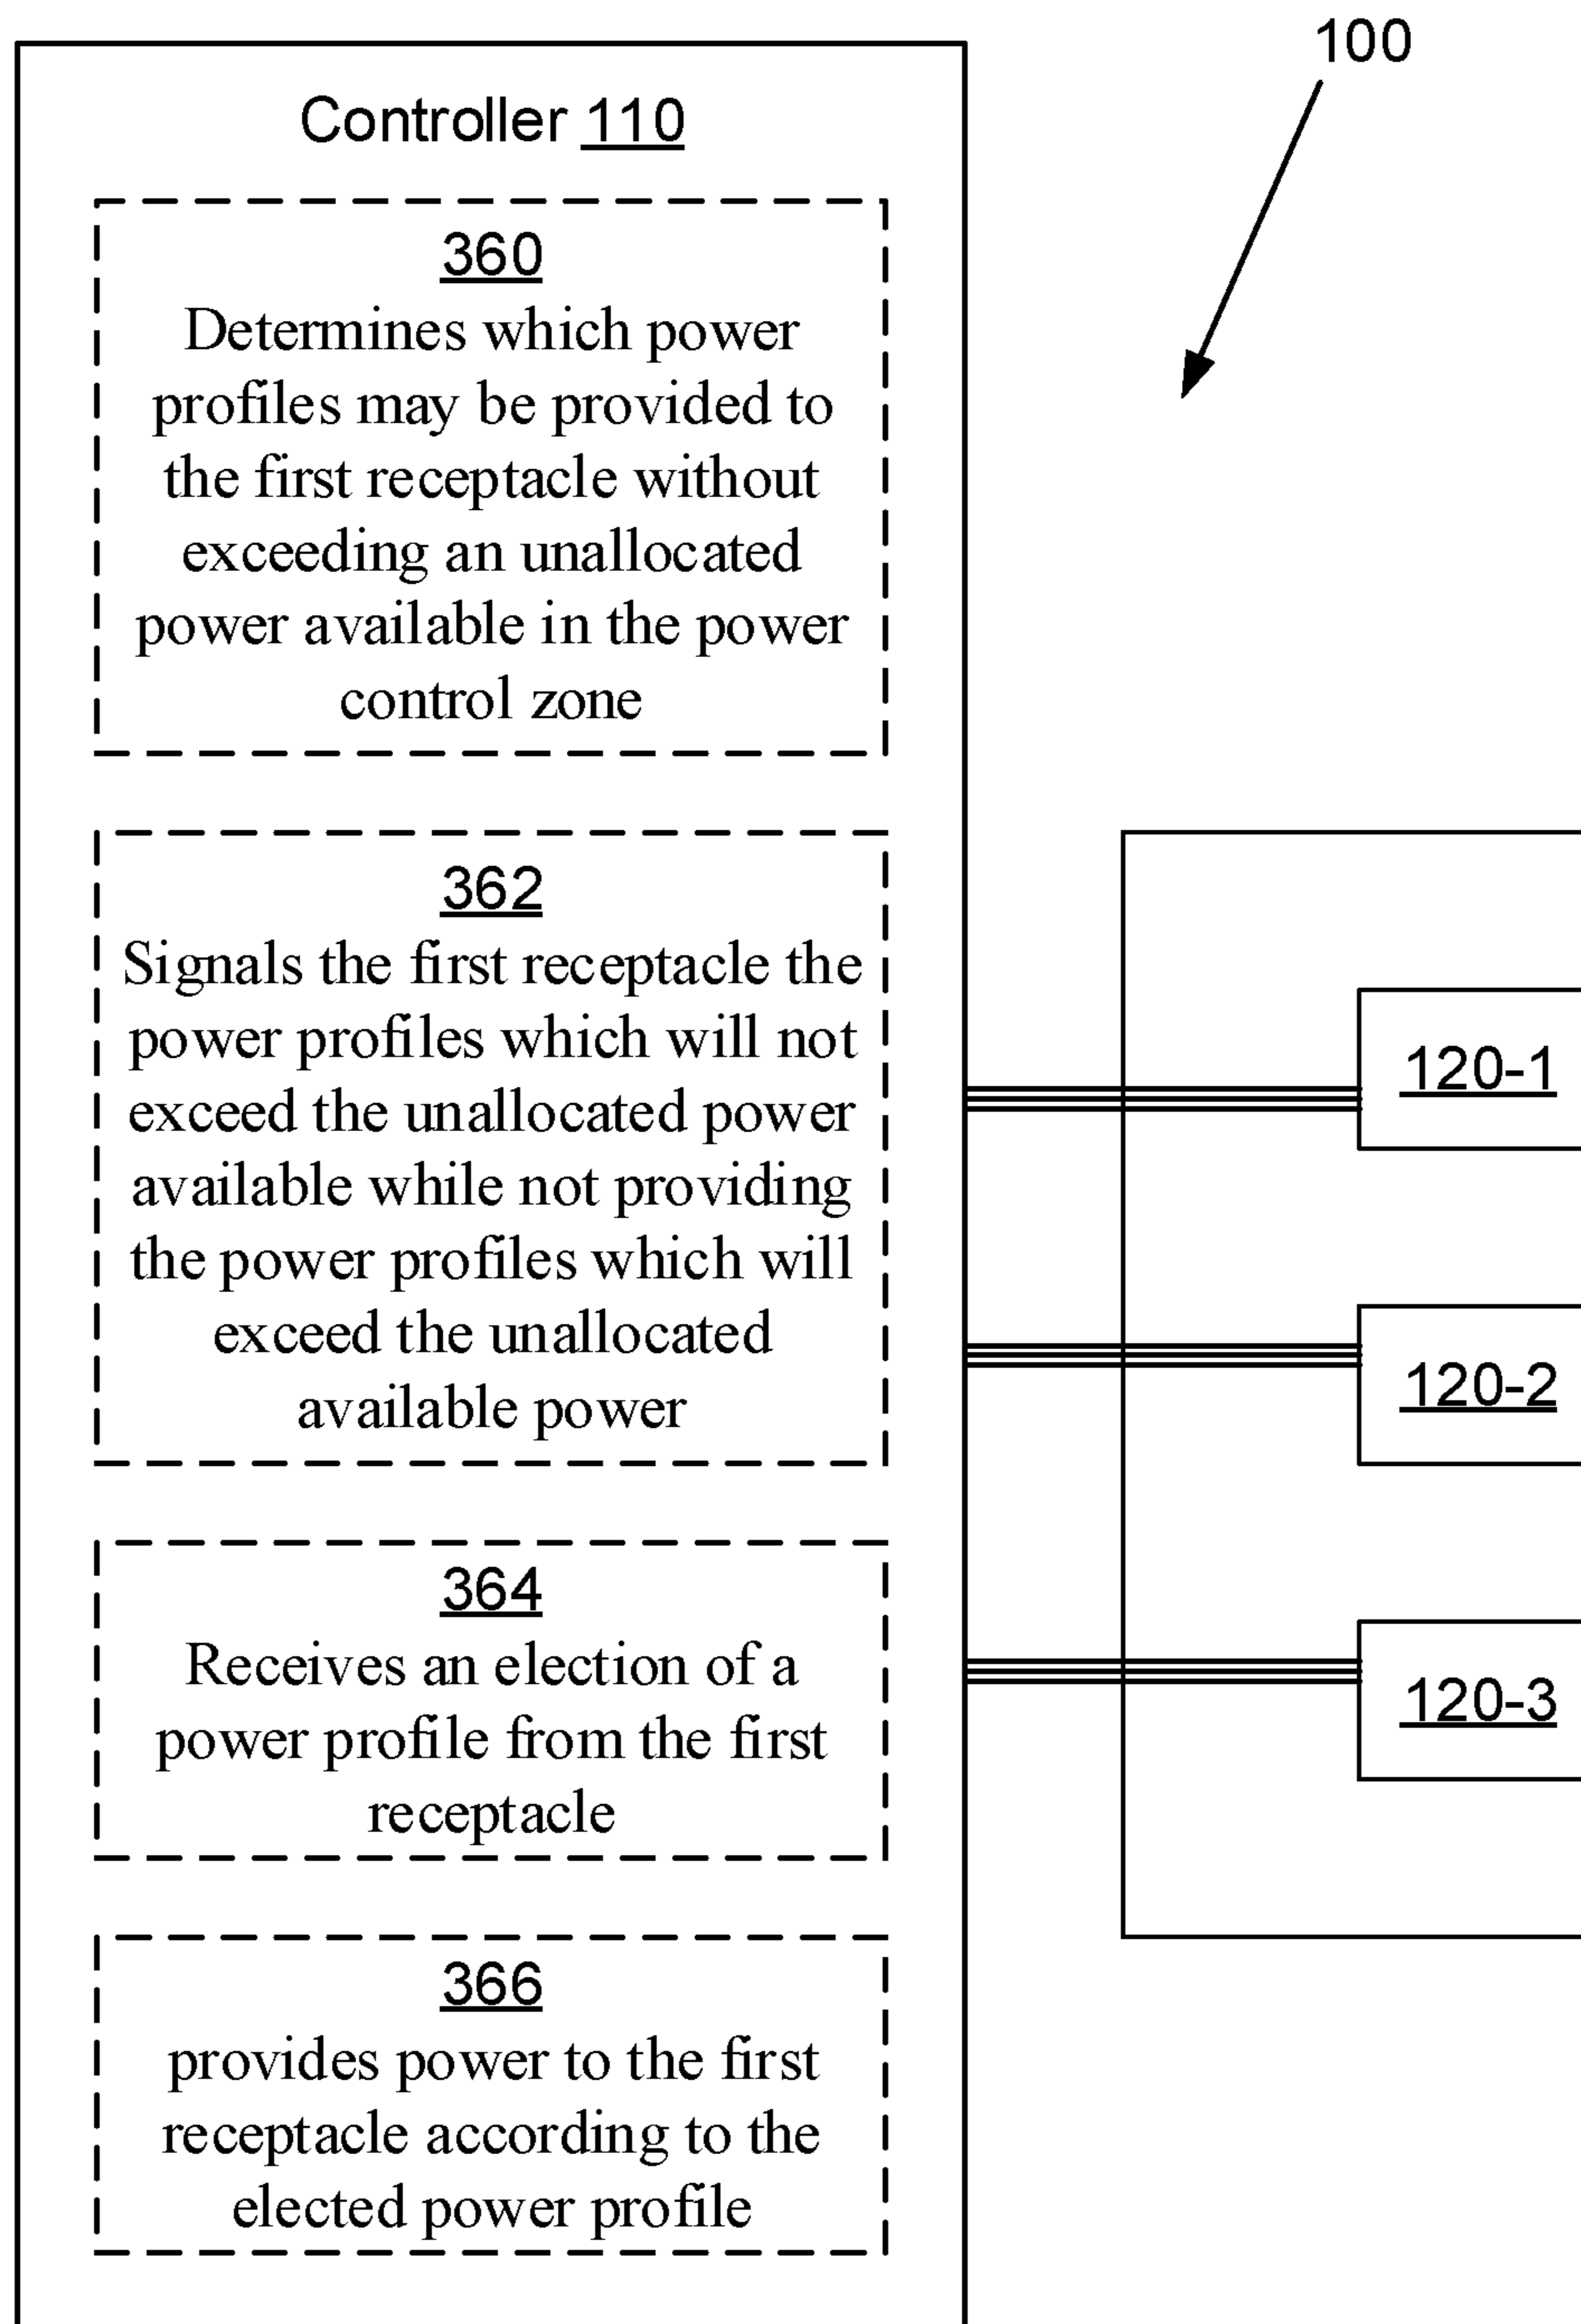 100
Controller 110
360
Determines which power
profiles may be provided to
the first receptacle without
exceeding an unallocated
power available in the power
control zone
362
Signals the first receptacle the
power profiles which will not
exceed the unallocated power
available while not providing
the power profiles which will
exceed the unallocated
available power
364
Receives an election of a
power profile from the first
receptacle
366
provides power to the first
receptacle according to the
elected power profile
120-1
120-2
120-3